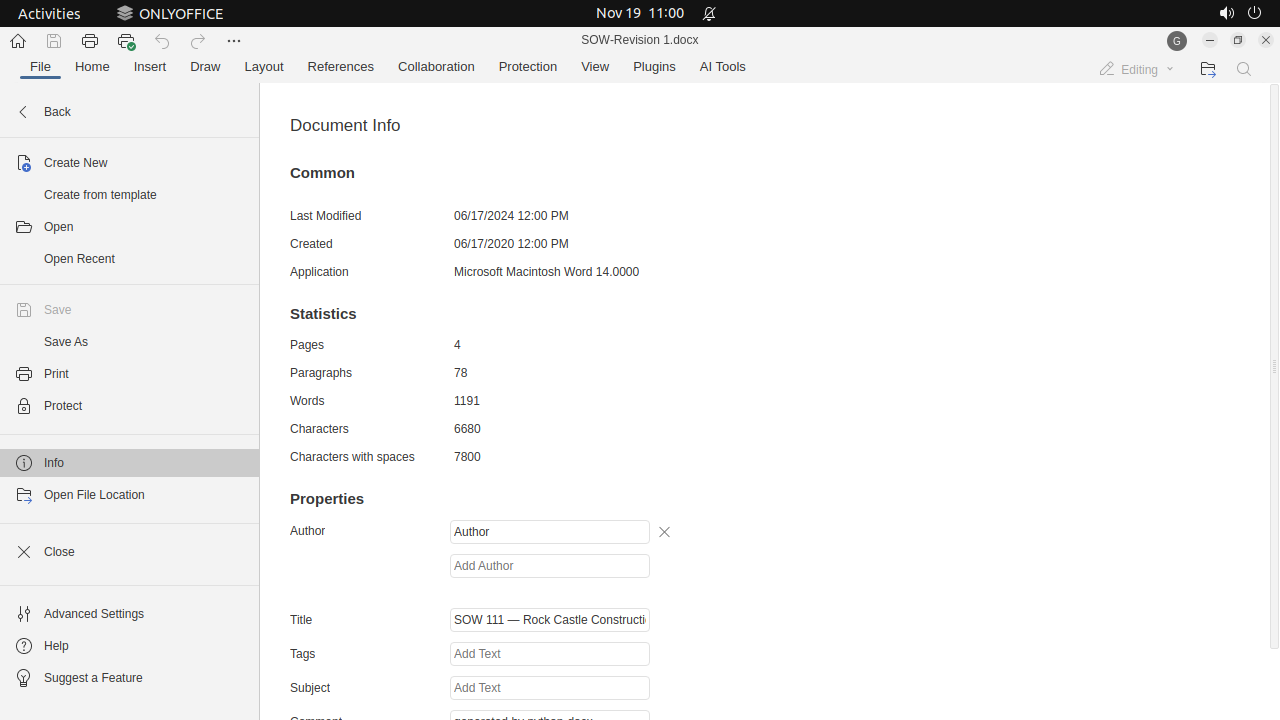 Activities ONLYOFFICE Nov 19 11:00
SOW-Revision 1.docx G
File Home Insert Draw Layout References Collaboration Protection View Plugins AI Tools Editing
Back
Create New
Create from template
Open
Open Recent
Save
Save As
Print
Protect
Info
Open File Location
Close
Advanced Settings
Help
Suggest a Feature
Document Info
Common
Last Modified 06/17/2024 12:00 PM
Created 06/17/2020 12:00 PM
Application Microsoft Macintosh Word 14.0000
Statistics
Pages 4
Paragraphs 78
Words 1191
Characters 6680
Characters with spaces 7800
Properties
Author Author
Add Author
Title SOW 111 — Rock Castle Constructi
Tags Add Text
Subject Add Text
Comment generated by python-docx